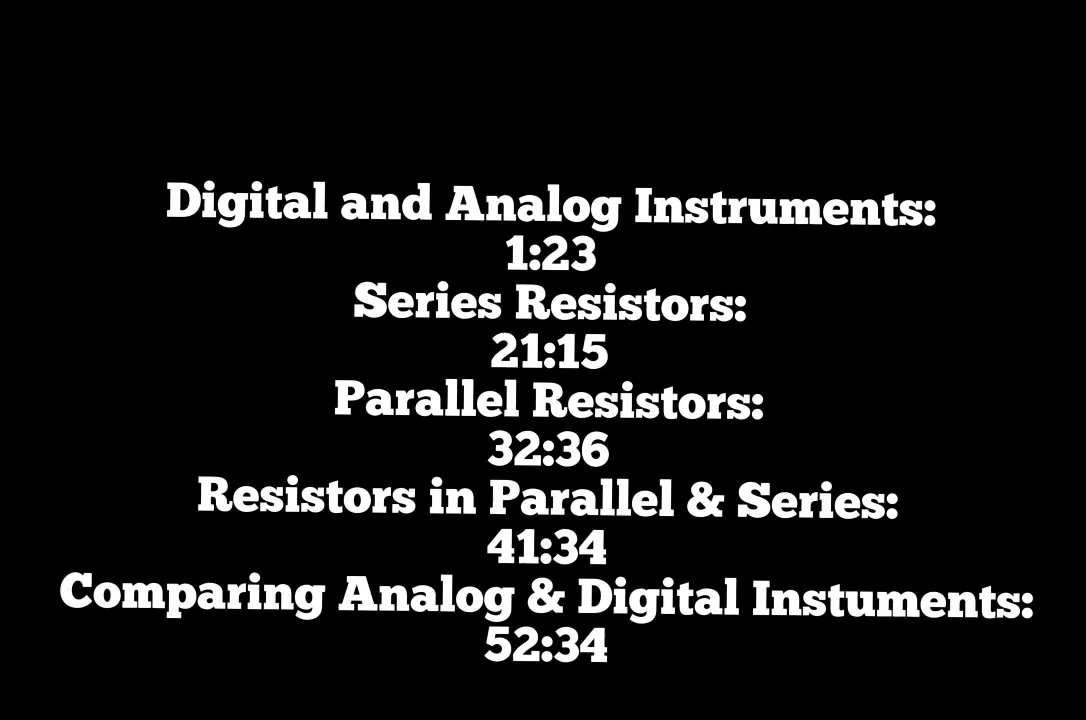 Digital and Analog Instruments:
1:23
Series Resistors:
21:15
Parallel Resistors:
32:36
Resistors in Parallel & Series:
41:34
Comparing Analog & Digital Instuments:
52:34